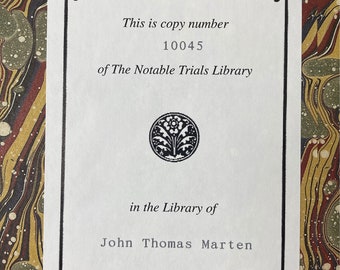 This is copy number
10045
of The Notable Trials Library
in the Library of
John Thomas Marten